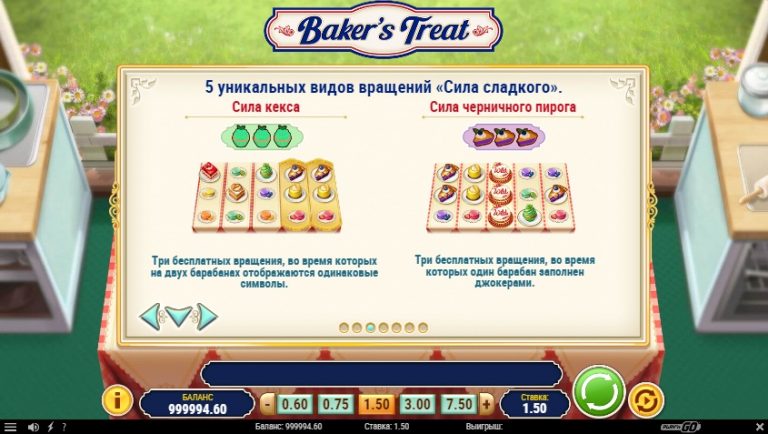 Baker's Treat
5 уникальных видов вращений «Сила сладкого».
Сила кекса
Сила черничного пирога
Три бесплатных вращения, во время которых
на двух барабанах отображаются одинаковые
символы.
Три бесплатных вращения, во время
которых один барабан заполнен
джокерами.
БАЛАНС
999994.60
- 0.60 0.75 1.50 3.00 7.50 +
Ставка:
1.50
Баланс: 999994.60 Ставка: 1.50 Выигрыш:
PLAY'N GO